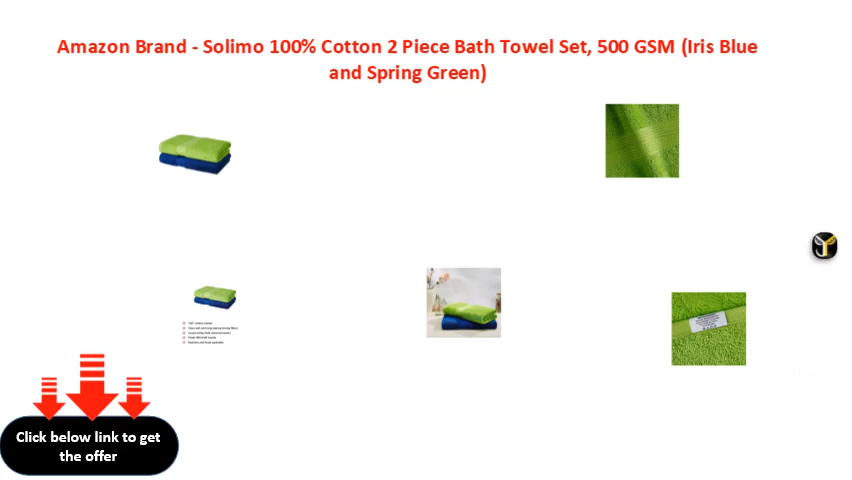 Amazon Brand - Solimo 100% Cotton 2 Piece Bath Towel Set, 500 GSM (Iris Blue
and Spring Green)
Click below link to get
the offer